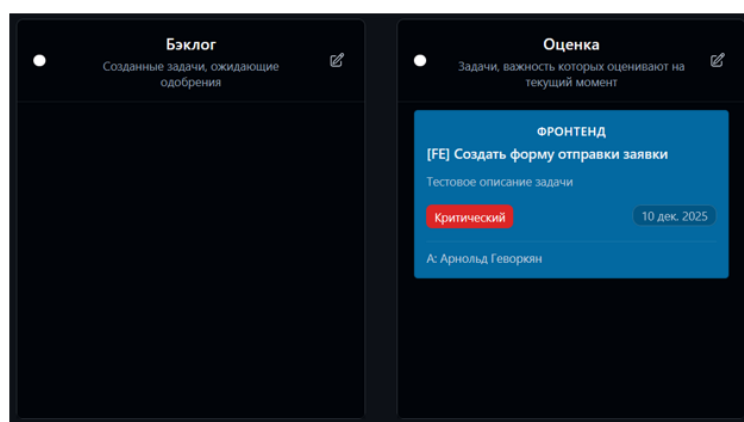 Бэклог
Созданные задачи, ожидающие
одобрения
Оценка
Задачи, важность которых оценивают на
текущий момент
ФРОНТЕНД
[FE] Создать форму отправки заявки
Тестовое описание задачи
Критический
10 дек. 2025
А: Арнольд Геворкян